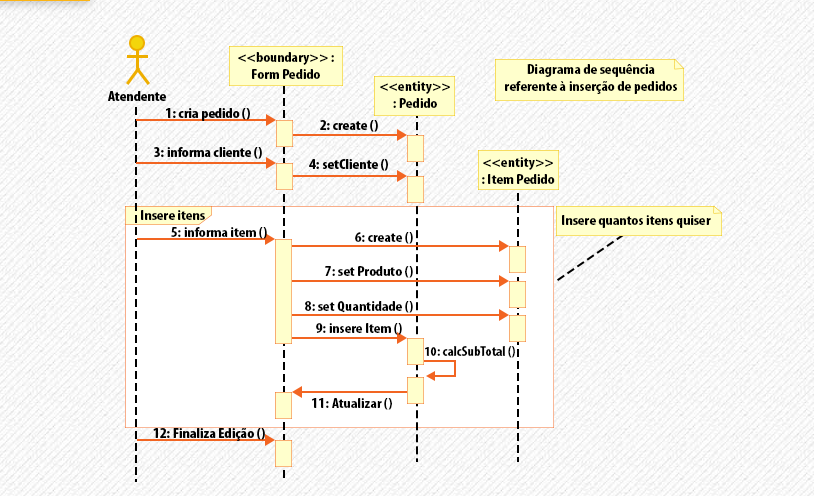 <<boundary>> :
Form Pedido
Diagrama de sequência
referente à inserção de pedidos
<<entity>>
: Pedido
Atendente
1: cria pedido ()
2: create ()
3: informa cliente ()
4: setCliente ()
<<entity>>
: Item Pedido
Insere itens
Insere quantos itens quiser
5: informa item ()
6: create ()
7: set Produto ()
8: set Quantidade ()
9: insere Item ()
10: calcSubTotal ()
11: Atualizar ()
12: Finaliza Edição ()